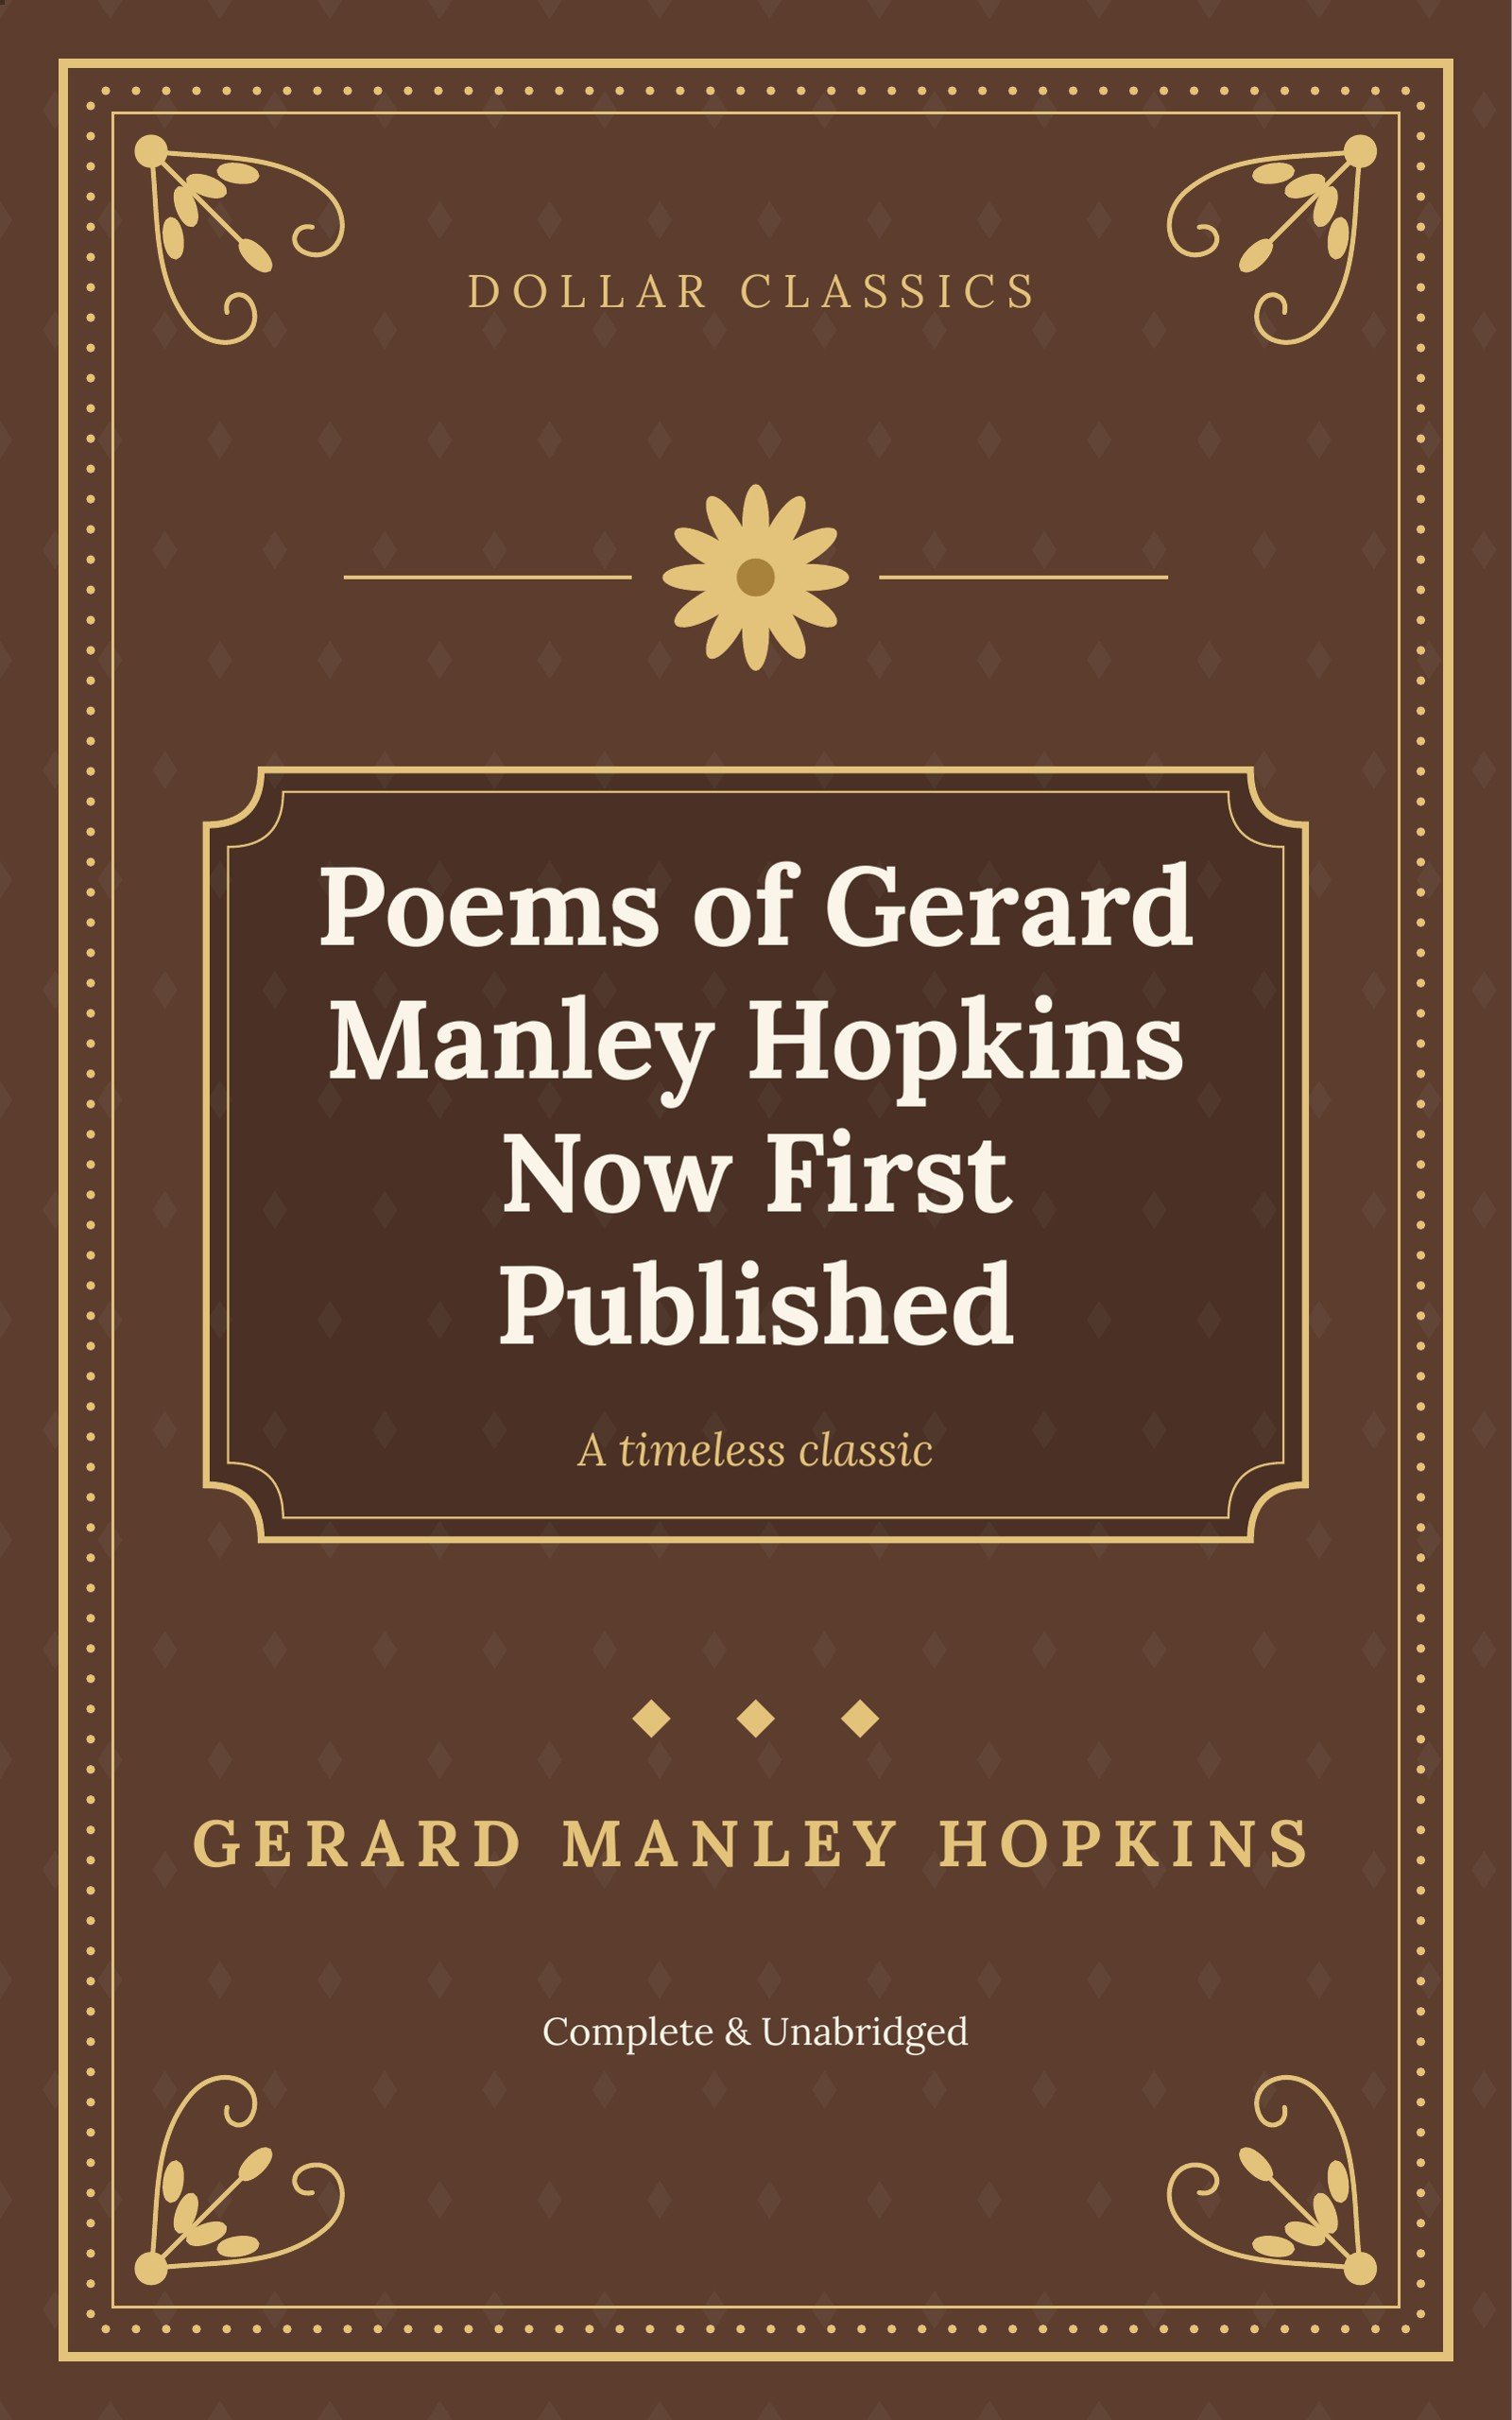 DOLLAR CLASSICS
Poems of Gerard
Manley Hopkins
Now First
Published
A timeless classic
GERARD MANLEY HOPKINS
Complete & Unabridged